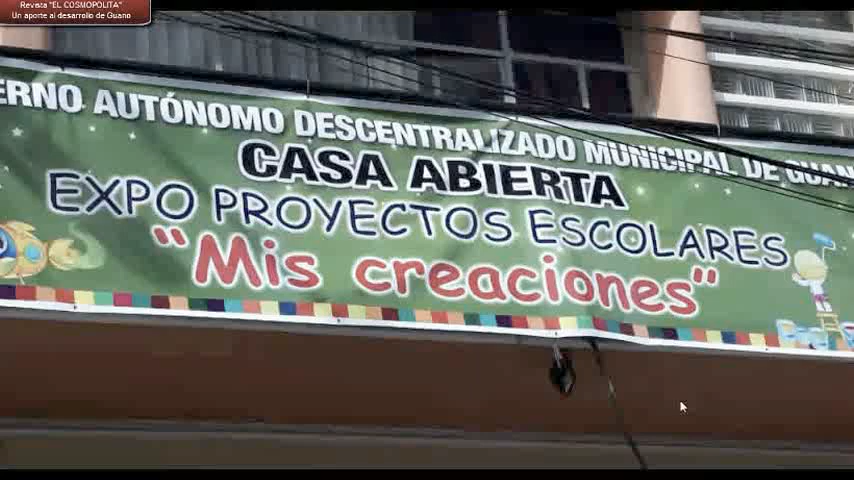 Revista "EL COSMOPOLITA"
Un aporte al desarrollo de Guano
ERNO AUTÓNOMO DESCENTRALIZADO MUNICIPAL DE GUAN
CASA ABIERTA
EXPO PROYECTOS ESCOLARES
"Mis creaciones"